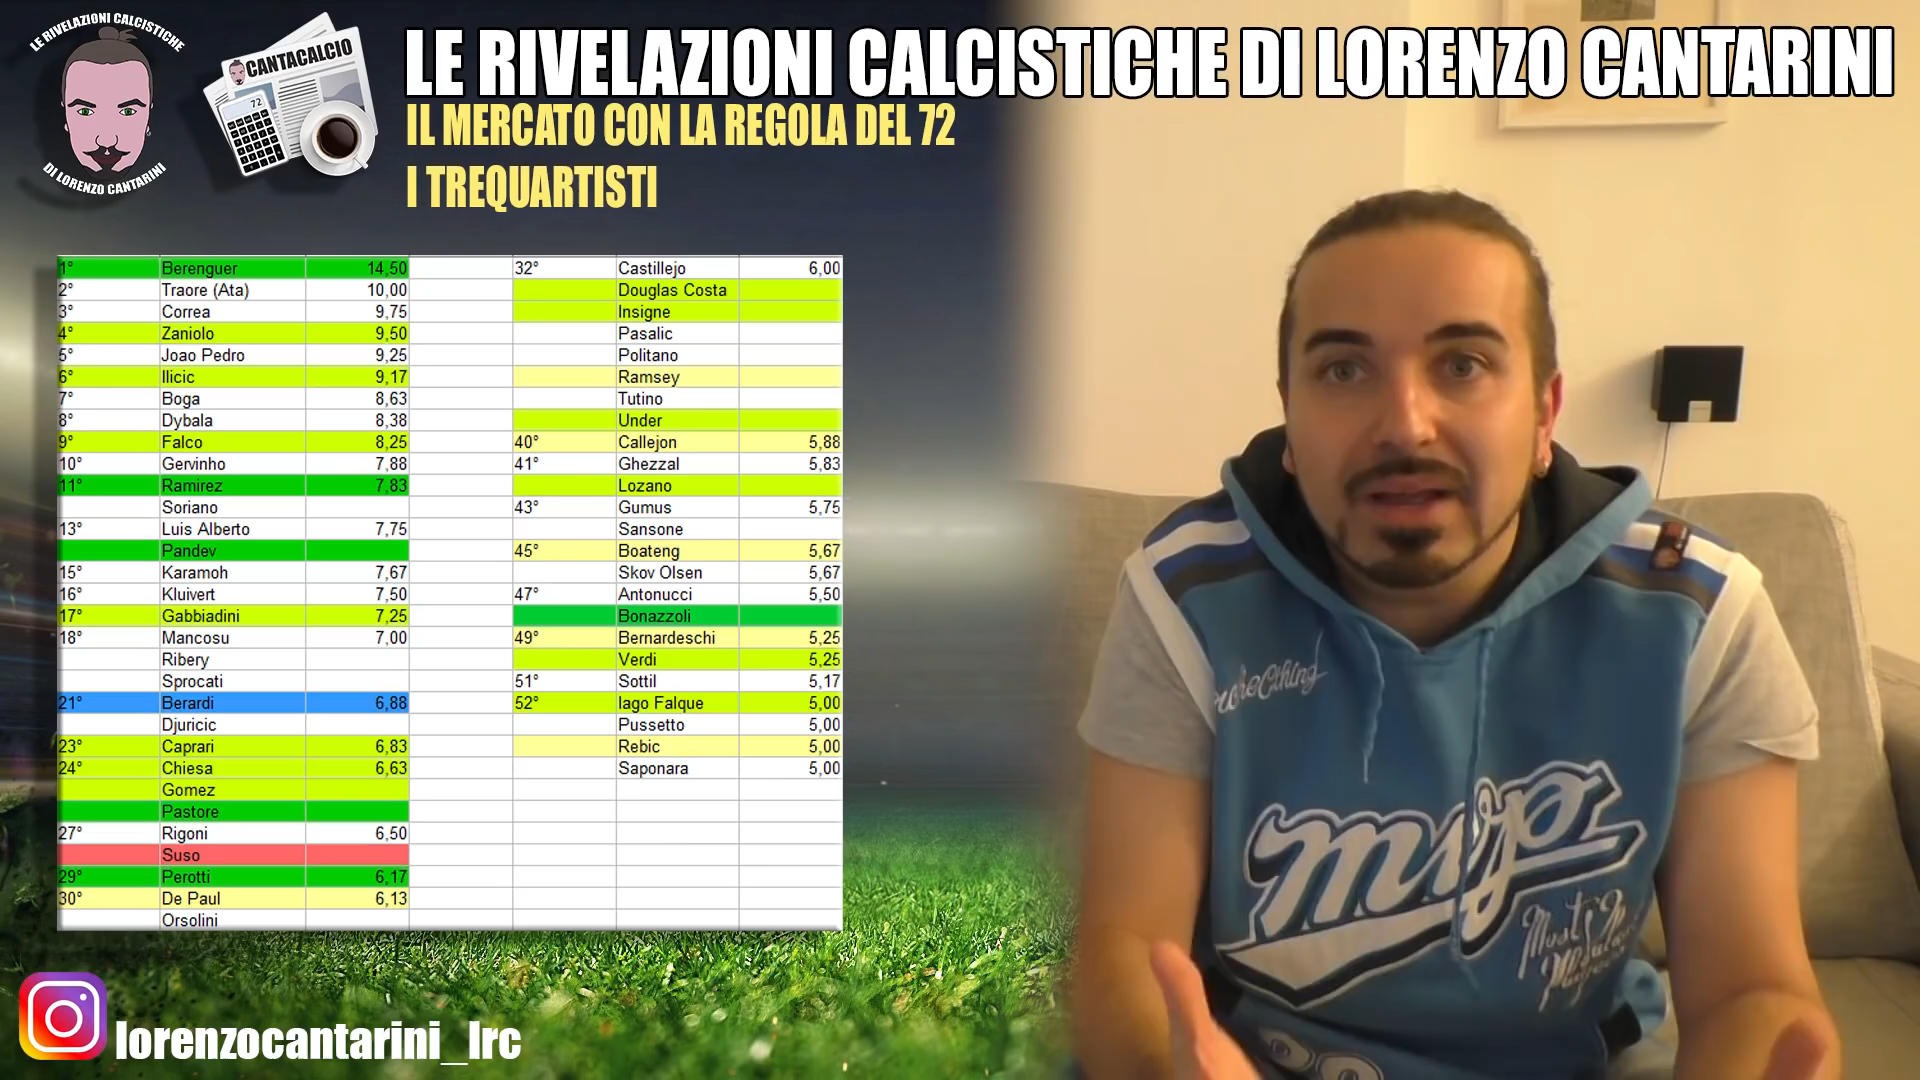 LE RIVELAZIONI CALCISTICHE
DI LORENZO CANTARINI
CANTACALCIO
72
LE RIVELAZIONI CALCISTICHE DI LORENZO CANTARINI
IL MERCATO CON LA REGOLA DEL 72
I TREQUARTISTI
1° Berenguer 14,50 32° Castillejo 6,00
2° Traore (Ata) 10,00 Douglas Costa
3° Correa 9,75 Insigne
4° Zaniolo 9,50 Pasalic
5° Joao Pedro 9,25 Politano
6° Ilicic 9,17 Ramsey
7° Boga 8,63 Tutino
8° Dybala 8,38 Under
9° Falco 8,25 40° Callejon 5,88
10° Gervinho 7,88 41° Ghezzal 5,83
11° Ramirez 7,83 Lozano
Soriano 43° Gumus 5,75
13° Luis Alberto 7,75 Sansone
Pandev 45° Boateng 5,67
15° Karamoh 7,67 Skov Olsen 5,67
16° Kluivert 7,50 47° Antonucci 5,50
17° Gabbiadini 7,25 Bonazzoli
18° Mancosu 7,00 49° Bernardeschi 5,25
Ribery Verdi 5,25
Sprocati 51° Sottil 5,17
21° Berardi 6,88 52° Iago Falque 5,00
Djuricic Pussetto 5,00
23° Caprari 6,83 Rebic 5,00
24° Chiesa 6,63 Saponara 5,00
Gomez
Pastore
27° Rigoni 6,50
Suso
29° Perotti 6,17
30° De Paul 6,13
Orsolini
lorenzocantarini_lrc
mvp
Most